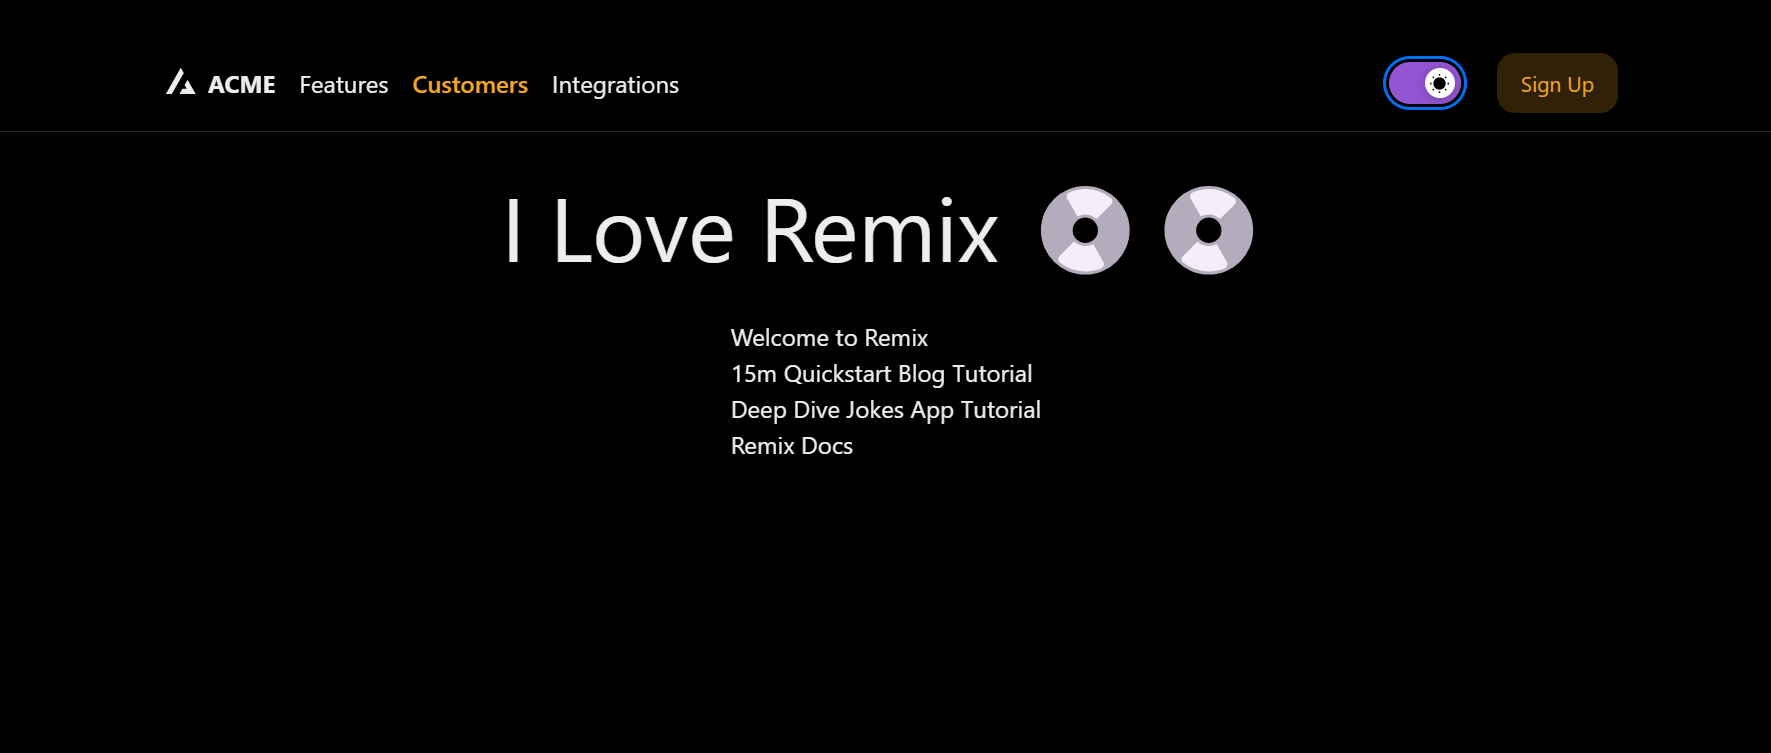 ACME Features Customers Integrations Sign Up
I Love Remix
Welcome to Remix
15m Quickstart Blog Tutorial
Deep Dive Jokes App Tutorial
Remix Docs